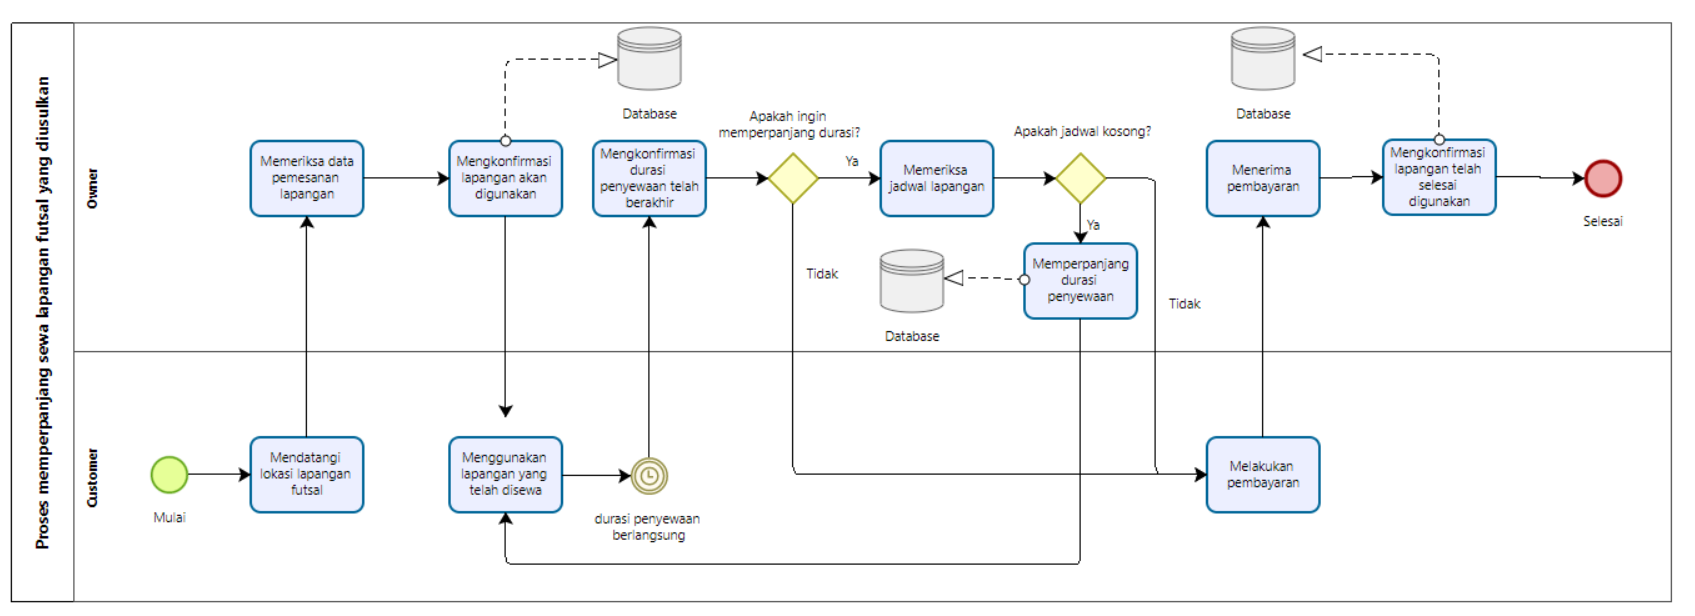 Proses memperpanjang sewa lapangan futsal yang diusulkan
Owner
Customer
Database
Database
Apakah ingin
memperpanjang durasi?
Apakah jadwal kosong?
Memeriksa data
pemesanan
lapangan
Mengkonfirmasi
lapangan akan
digunakan
Mengkonfirmasi
durasi
penyewaan telah
berakhir
Ya
Memeriksa
jadwal lapangan
Menerima
pembayaran
Mengkonfirmasi
lapangan telah
selesai
digunakan
Selesai
Ya
Tidak
Memperpanjang
durasi
penyewaan
Tidak
Database
Mulai
Mendatangi
lokasi lapangan
futsal
Menggunakan
lapangan yang
telah disewa
durasi penyewaan
berlangsung
Melakukan
pembayaran